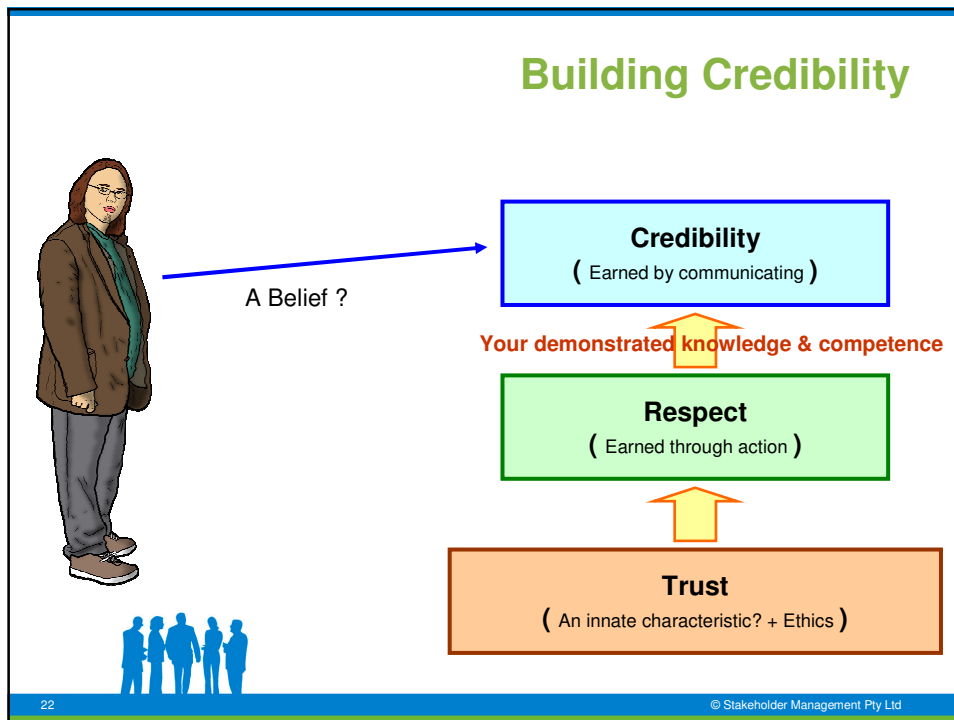 Building Credibility
Credibility
( Earned by communicating )
A Belief ?
Your demonstrated knowledge & competence
Respect
( Earned through action )
Trust
( An innate characteristic? + Ethics )
22
© Stakeholder Management Pty Ltd